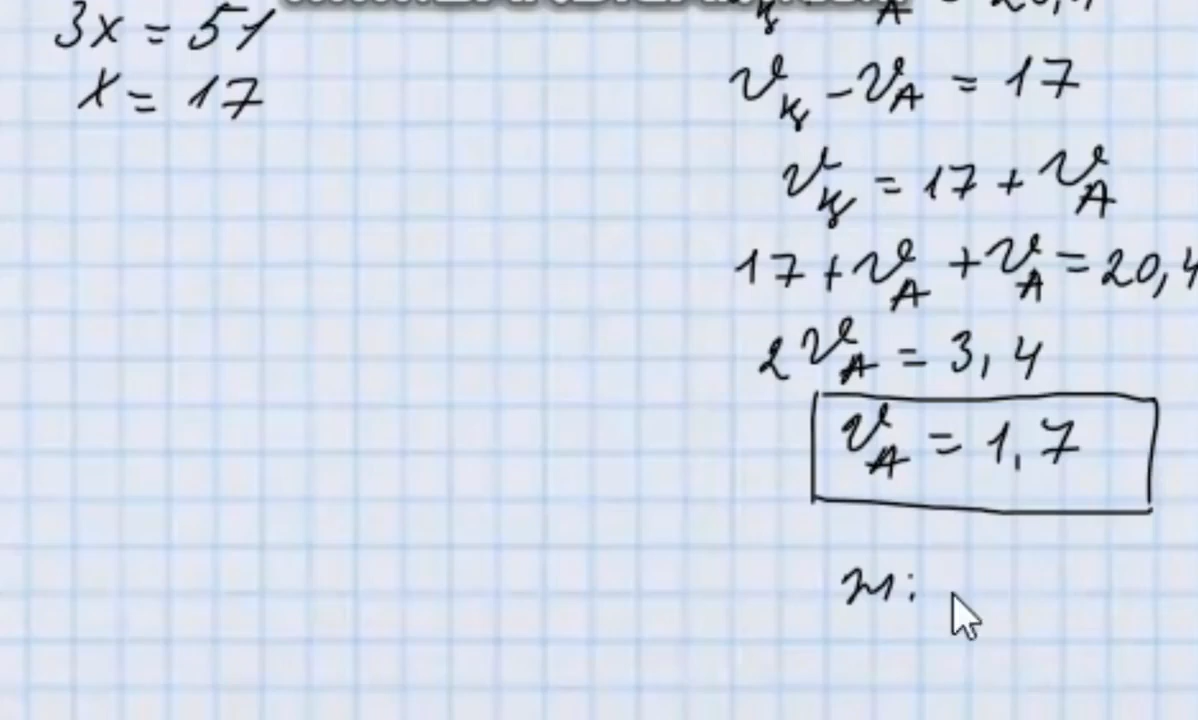 3x = 51
x = 17
v_к - v_A = 17
v_к = 17 + v_A
17 + v_A + v_A = 20,4
2v_A = 3,4
v_A = 1,7
m: